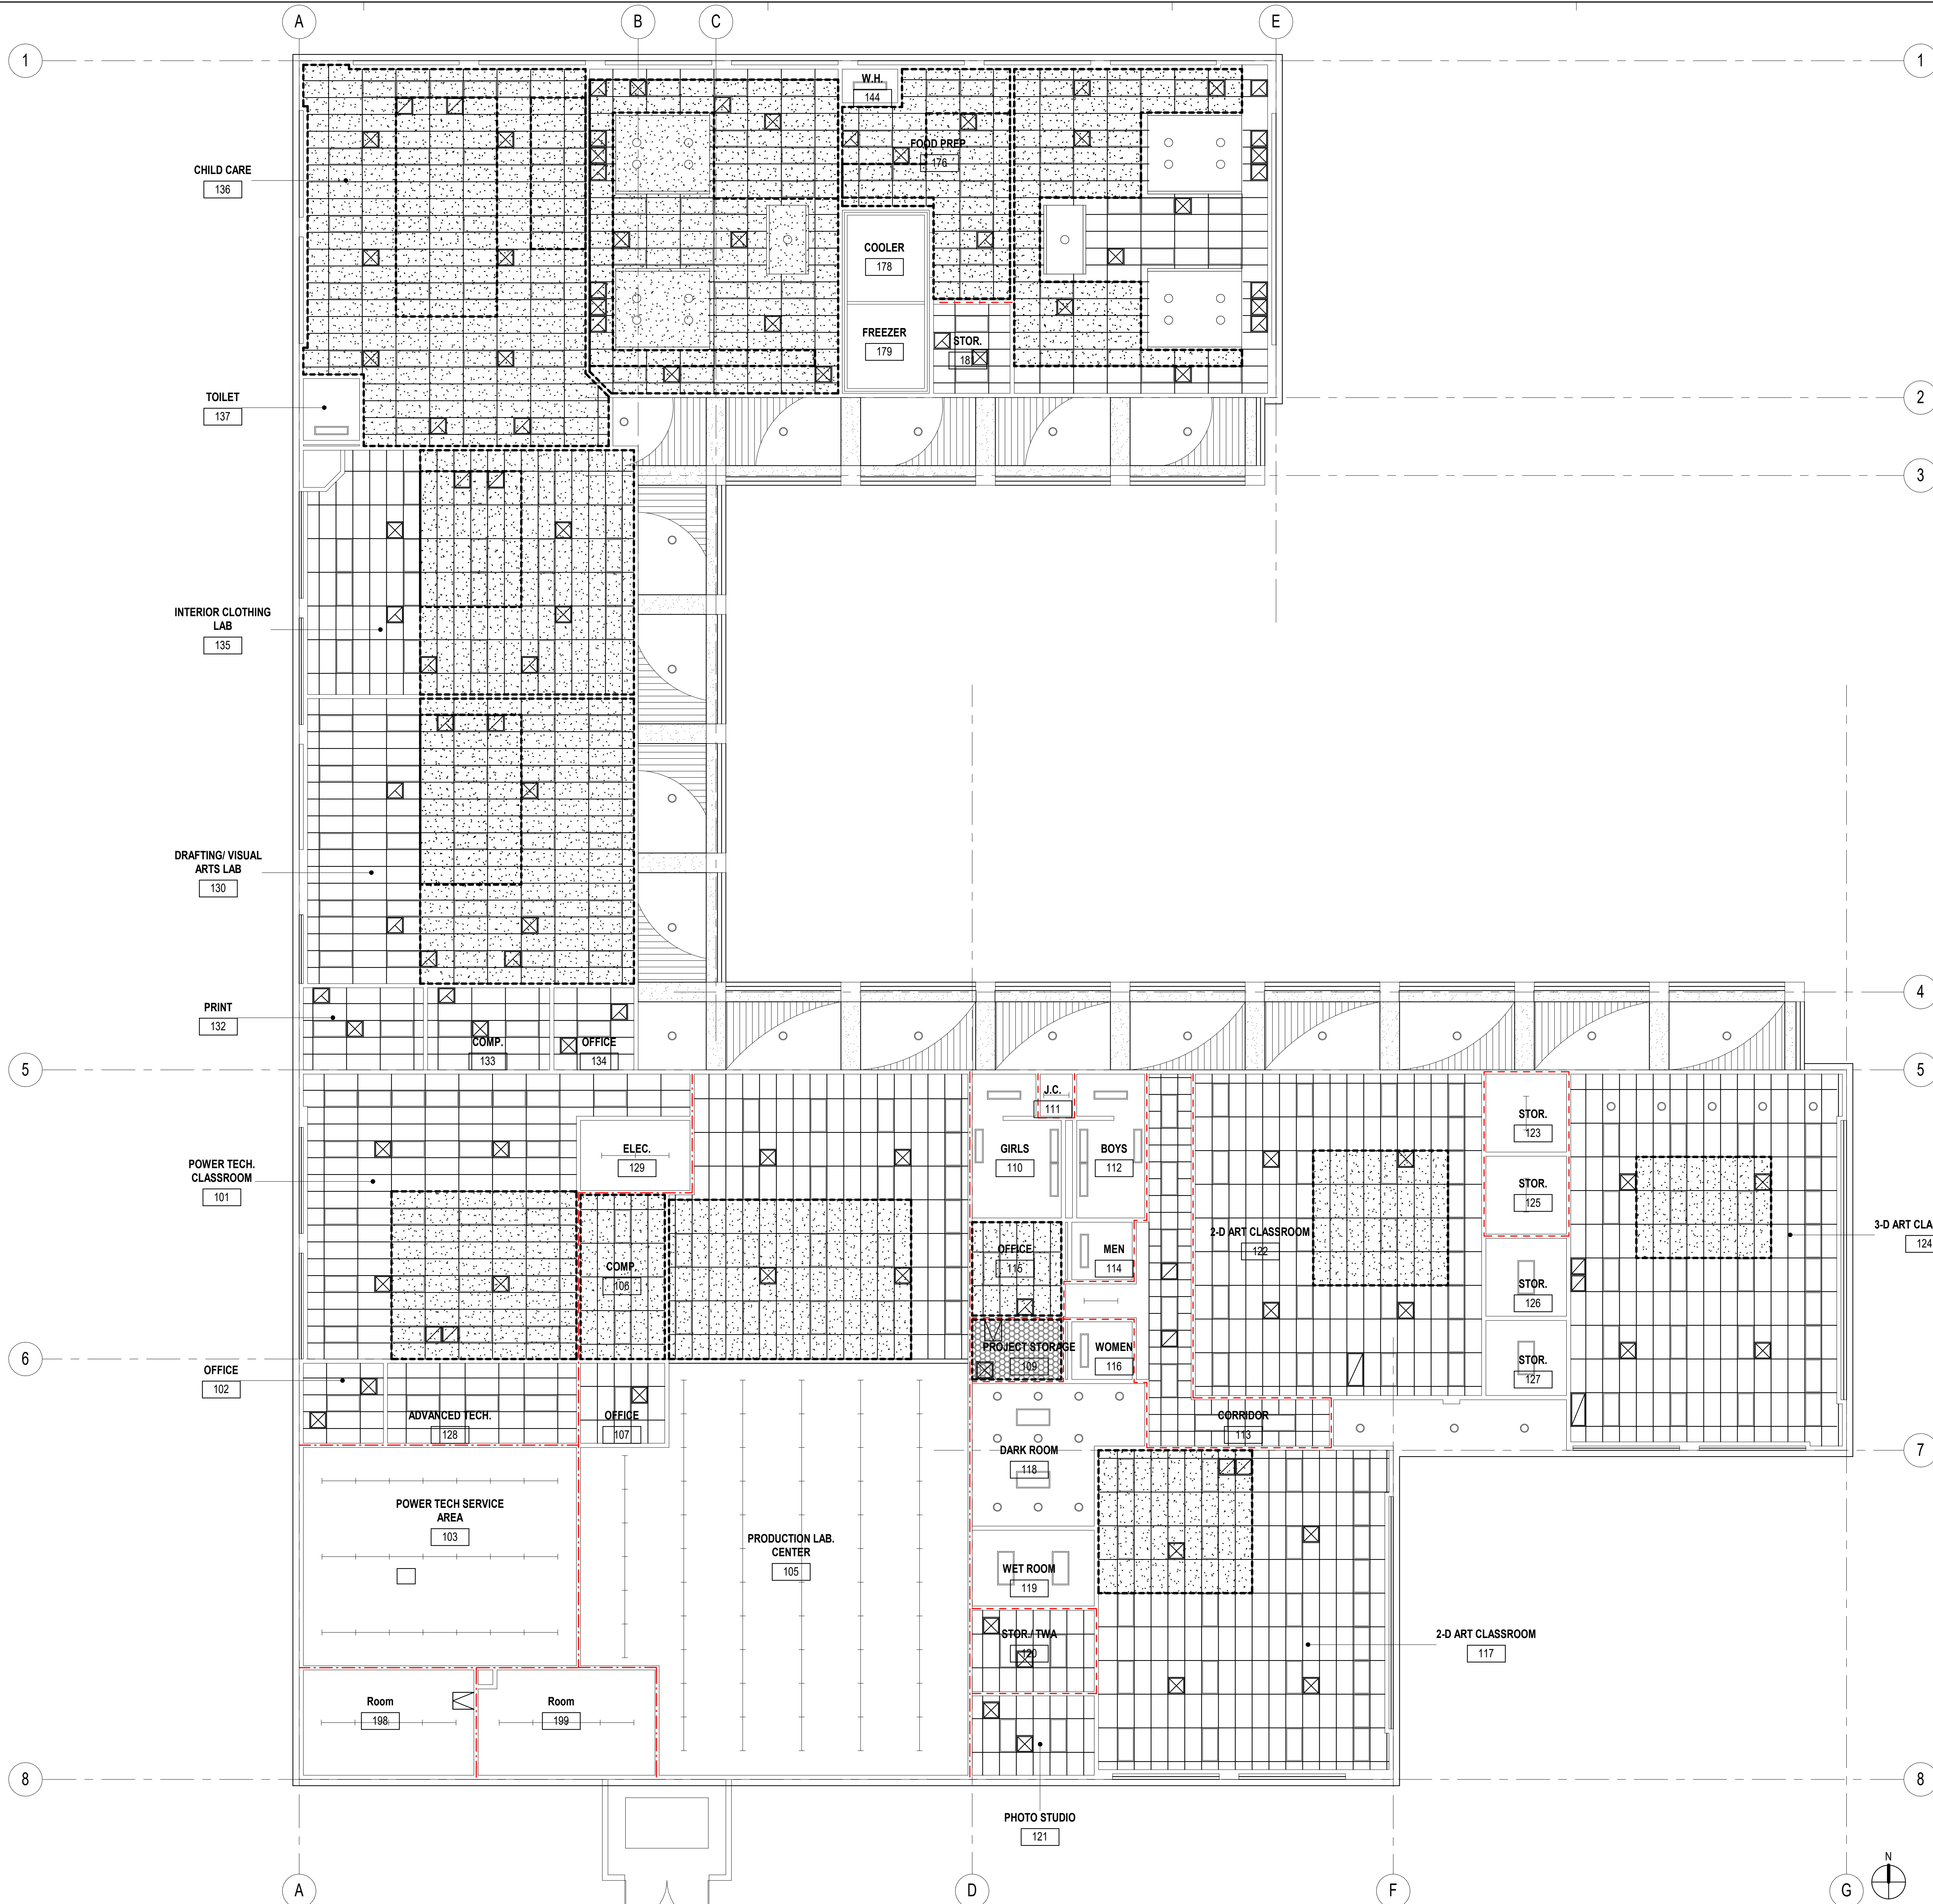 A
B
C
E
1
1
W.H.
144
FOOD PREP
176
CHILD CARE
136
COOLER
178
FREEZER
179
STOR.
18
TOILET
137
2
3
INTERIOR CLOTHING
LAB
135
DRAFTING/ VISUAL
ARTS LAB
130
PRINT
132
COMP.
133
OFFICE
134
4
5
5
J.C.
111
STOR.
123
ELEC.
129
GIRLS
110
BOYS
112
POWER TECH.
CLASSROOM
101
STOR.
125
3-D ART CLA
124
2-D ART CLASSROOM
122
OFFICE
115
MEN
114
COMP.
106
STOR.
126
PROJECT STORAGE
109
WOMEN
116
6
OFFICE
102
STOR.
127
ADVANCED TECH.
128
OFFICE
107
CORRIDOR
113
DARK ROOM
118
7
POWER TECH SERVICE
AREA
103
PRODUCTION LAB.
CENTER
105
WET ROOM
119
STOR./ TWA
120
2-D ART CLASSROOM
117
Room
198
Room
199
8
8
PHOTO STUDIO
121
N
A
D
F
G